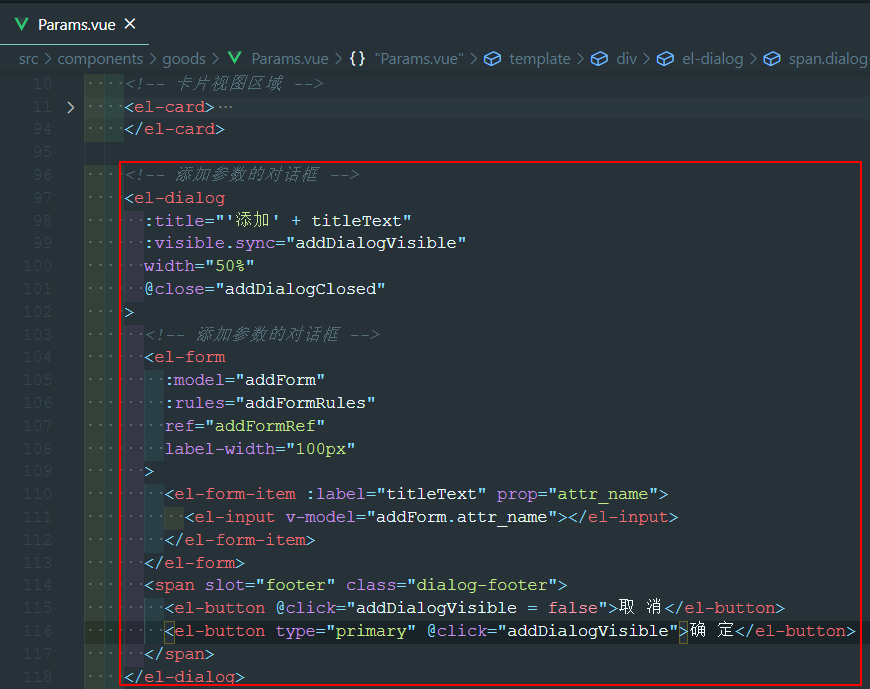 Params.vue
src > components > goods > Params.vue > {} "Params.vue" > template > div > el-dialog > span.dialog-
10 <!-- 卡片视图区域 -->
11 <el-card>…
94 </el-card>
95
96 <!-- 添加参数的对话框 -->
97 <el-dialog
98 :title="'添加' + titleText"
99 :visible.sync="addDialogVisible"
100 width="50%"
101 @close="addDialogClosed"
102 >
103 <!-- 添加参数的对话框 -->
104 <el-form
105 :model="addForm"
106 :rules="addFormRules"
107 ref="addFormRef"
108 label-width="100px"
109 >
110 <el-form-item :label="titleText" prop="attr_name">
111 <el-input v-model="addForm.attr_name"></el-input>
112 </el-form-item>
113 </el-form>
114 <span slot="footer" class="dialog-footer">
115 <el-button @click="addDialogVisible = false">取 消</el-button>
116 <el-button type="primary" @click="addDialogVisible">确 定</el-button>
117 </span>
118 </el-dialog>